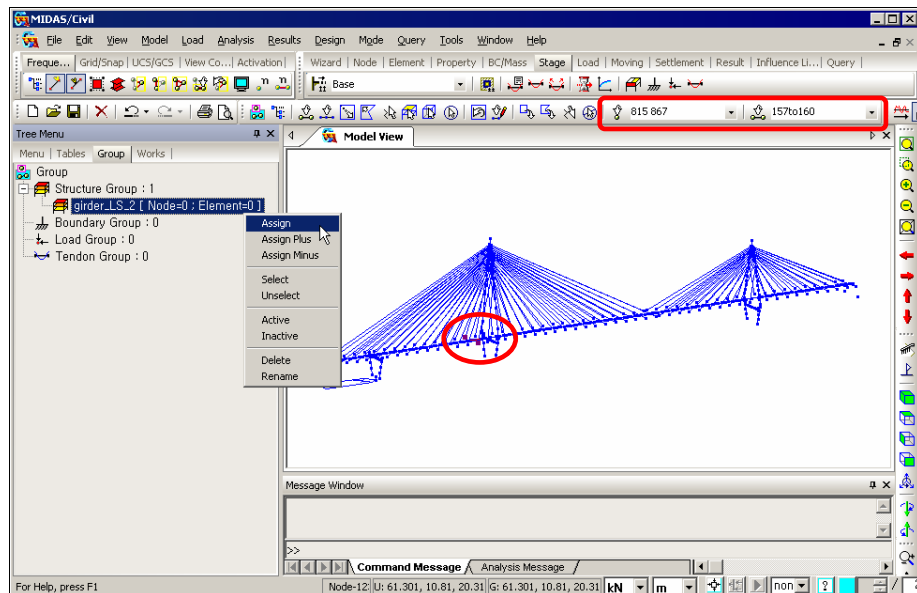 MIDAS/Civil
File Edit View Model Load Analysis Results Design Mode Query Tools Window Help
Freque... Grid/Snap UCS/GCS View Co... Activation Wizard Node Element Property BC/Mass Stage Load Moving Settlement Result Influence Li... Query
Base
815 867 157to160
Tree Menu
Model View
Menu Tables Group Works
Group
Structure Group : 1
girder_LS_2 [ Node=0 ; Element=0 ]
Boundary Group : 0
Load Group : 0
Tendon Group : 0
Assign
Assign Plus
Assign Minus
Select
Unselect
Active
Inactive
Delete
Rename
Message Window
>>
Command Message Analysis Message
For Help, press F1
Node-12 U: 61.301, 10.81, 20.31 G: 61.301, 10.81, 20.31 kN m non ? / 2